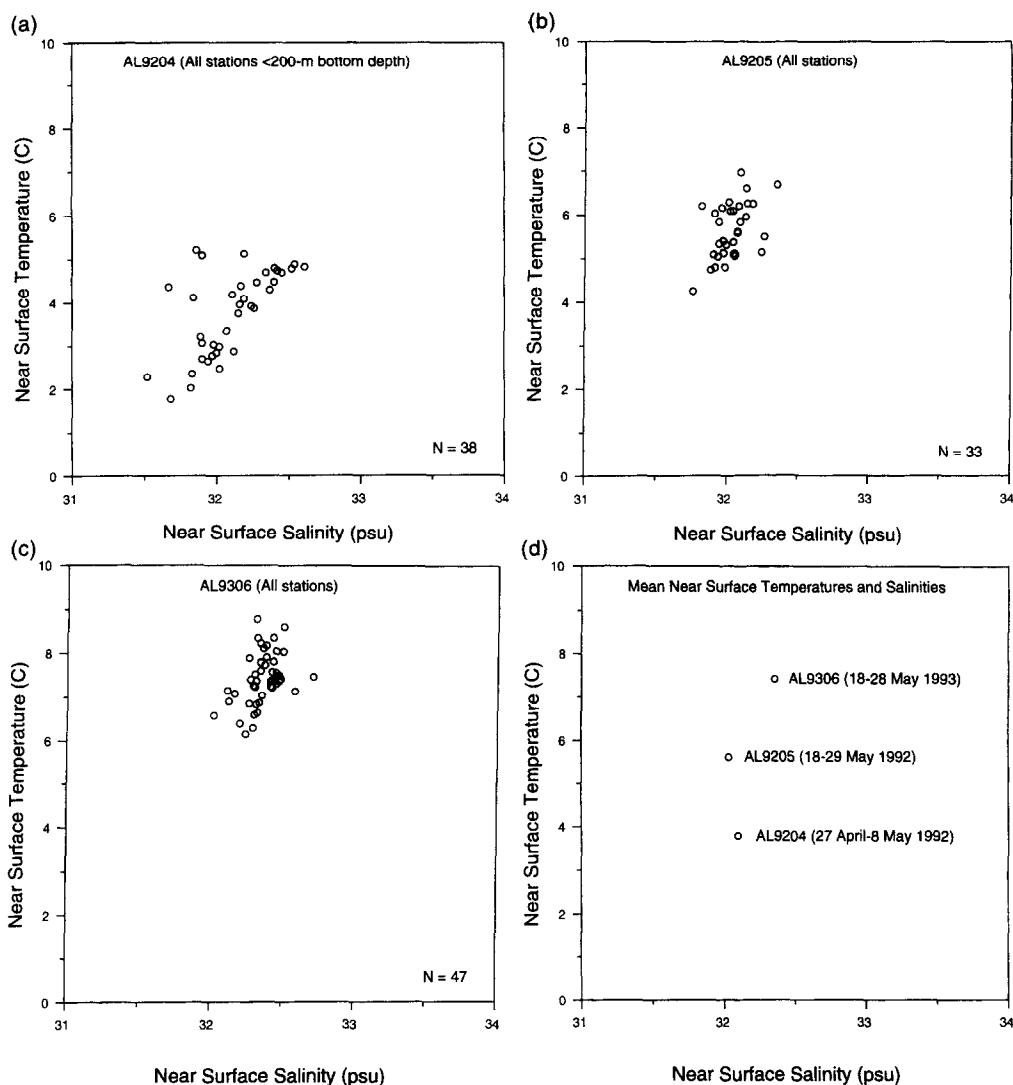 (a)
10
8
6
4
2
0
Near Surface Temperature (C)
AL9204 (All stations <200-m bottom depth)
N = 38
31
32
33
34
Near Surface Salinity (psu)
(b)
10
8
6
4
2
0
Near Surface Temperature (C)
AL9205 (All stations)
N = 33
31
32
33
34
Near Surface Salinity (psu)
(c)
10
8
6
4
2
0
Near Surface Temperature (C)
AL9306 (All stations)
N = 47
31
32
33
34
Near Surface Salinity (psu)
(d)
10
8
6
4
2
0
Near Surface Temperature (C)
Mean Near Surface Temperatures and Salinities
AL9306 (18-28 May 1993)
AL9205 (18-29 May 1992)
AL9204 (27 April-8 May 1992)
31
32
33
34
Near Surface Salinity (psu)